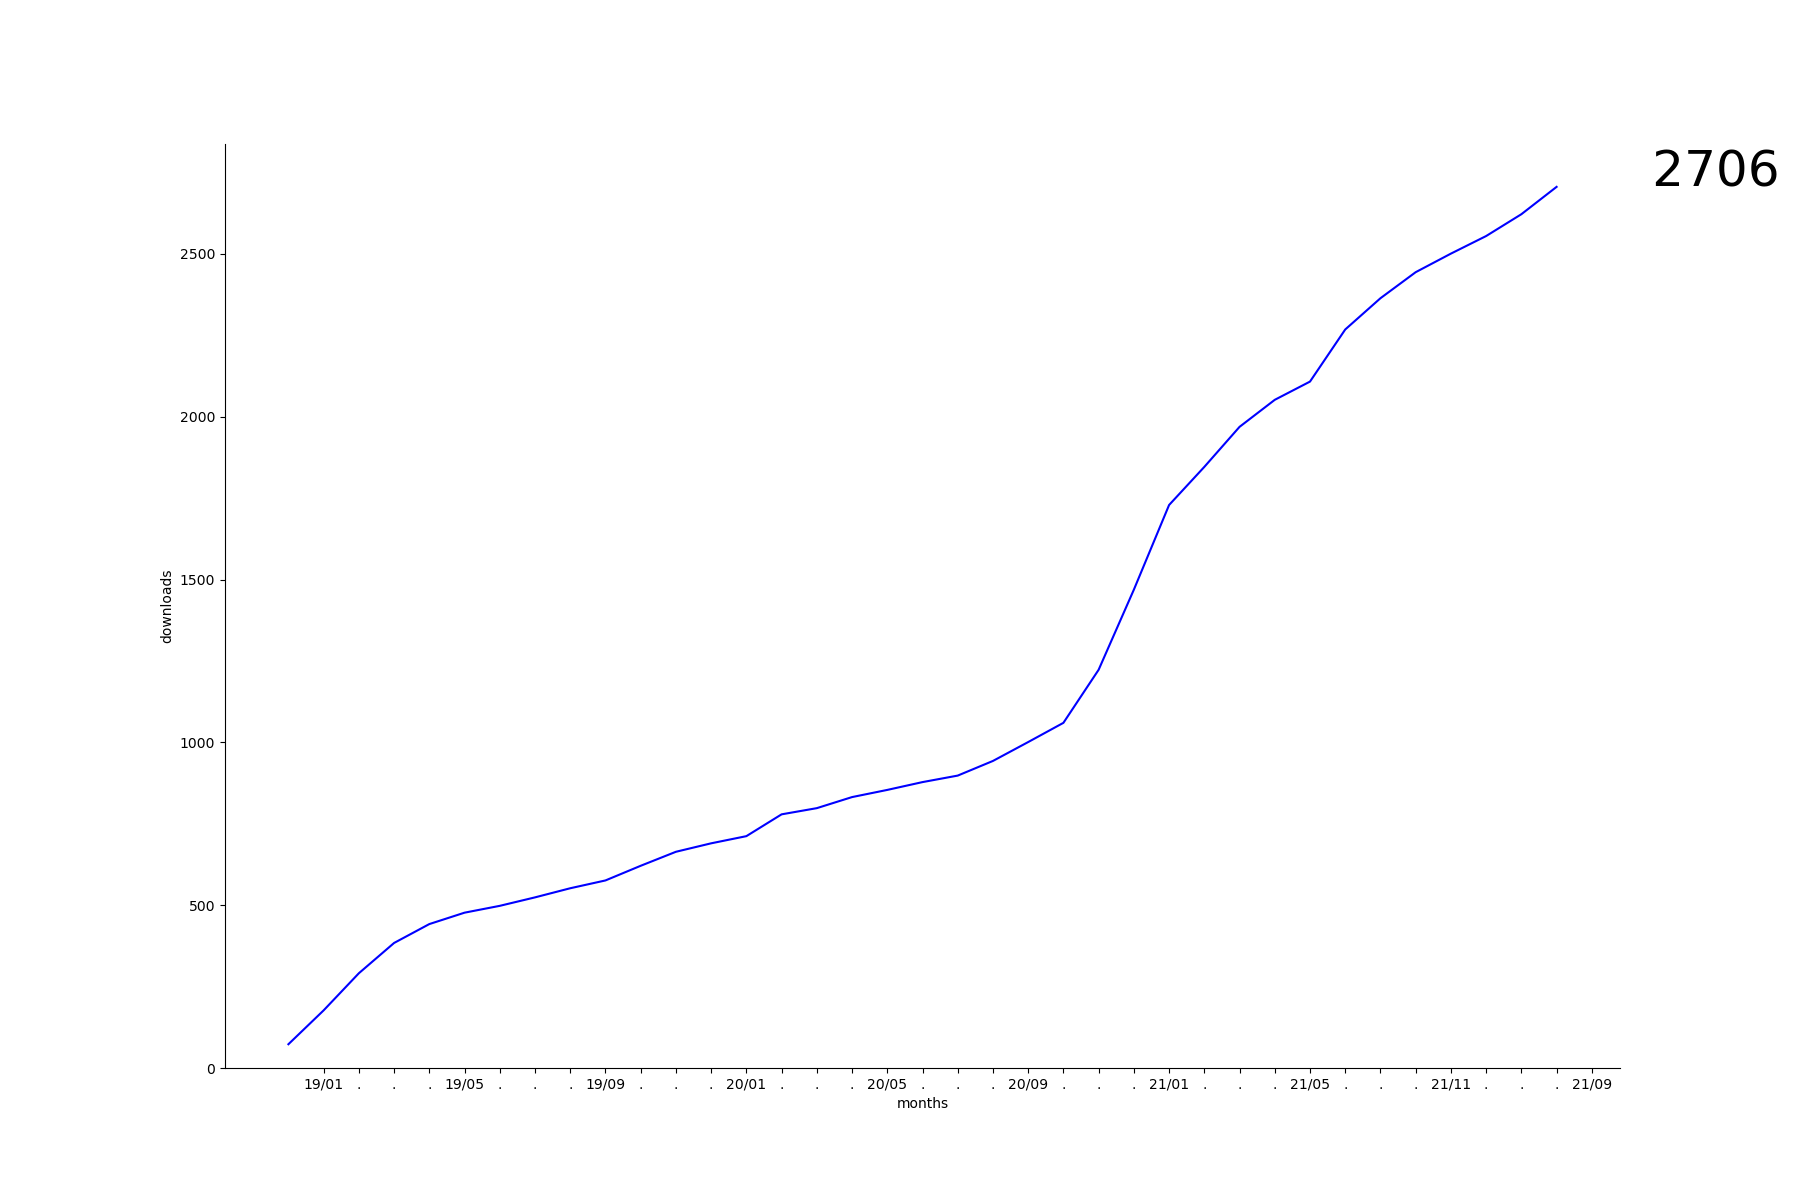 2706
2500
2000
1500
1000
500
0
downloads
19/01 . . . 19/05 . . . 19/09 . . . 20/01 . . . 20/05 . . . 20/09 . . . 21/01 . . . 21/05 . . . 21/11 . . . 21/09
months